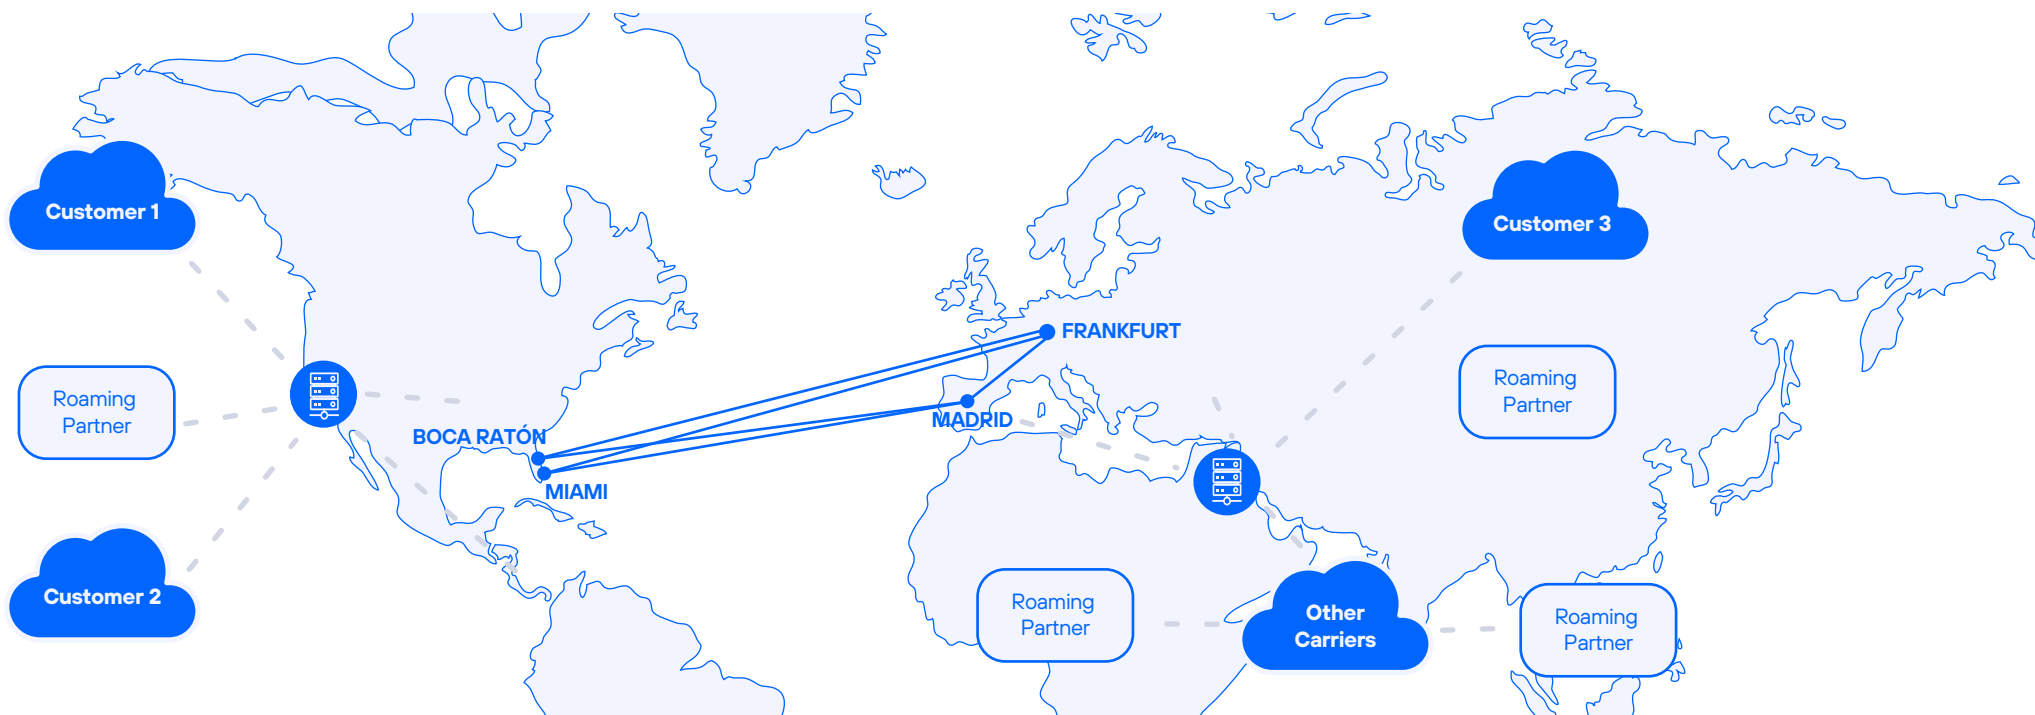 Customer 1
Customer 3
FRANKFURT
Roaming
Partner
Roaming
Partner
MADRID
BOCA RATÓN
MIAMI
Customer 2
Roaming
Partner
Other
Carriers
Roaming
Partner